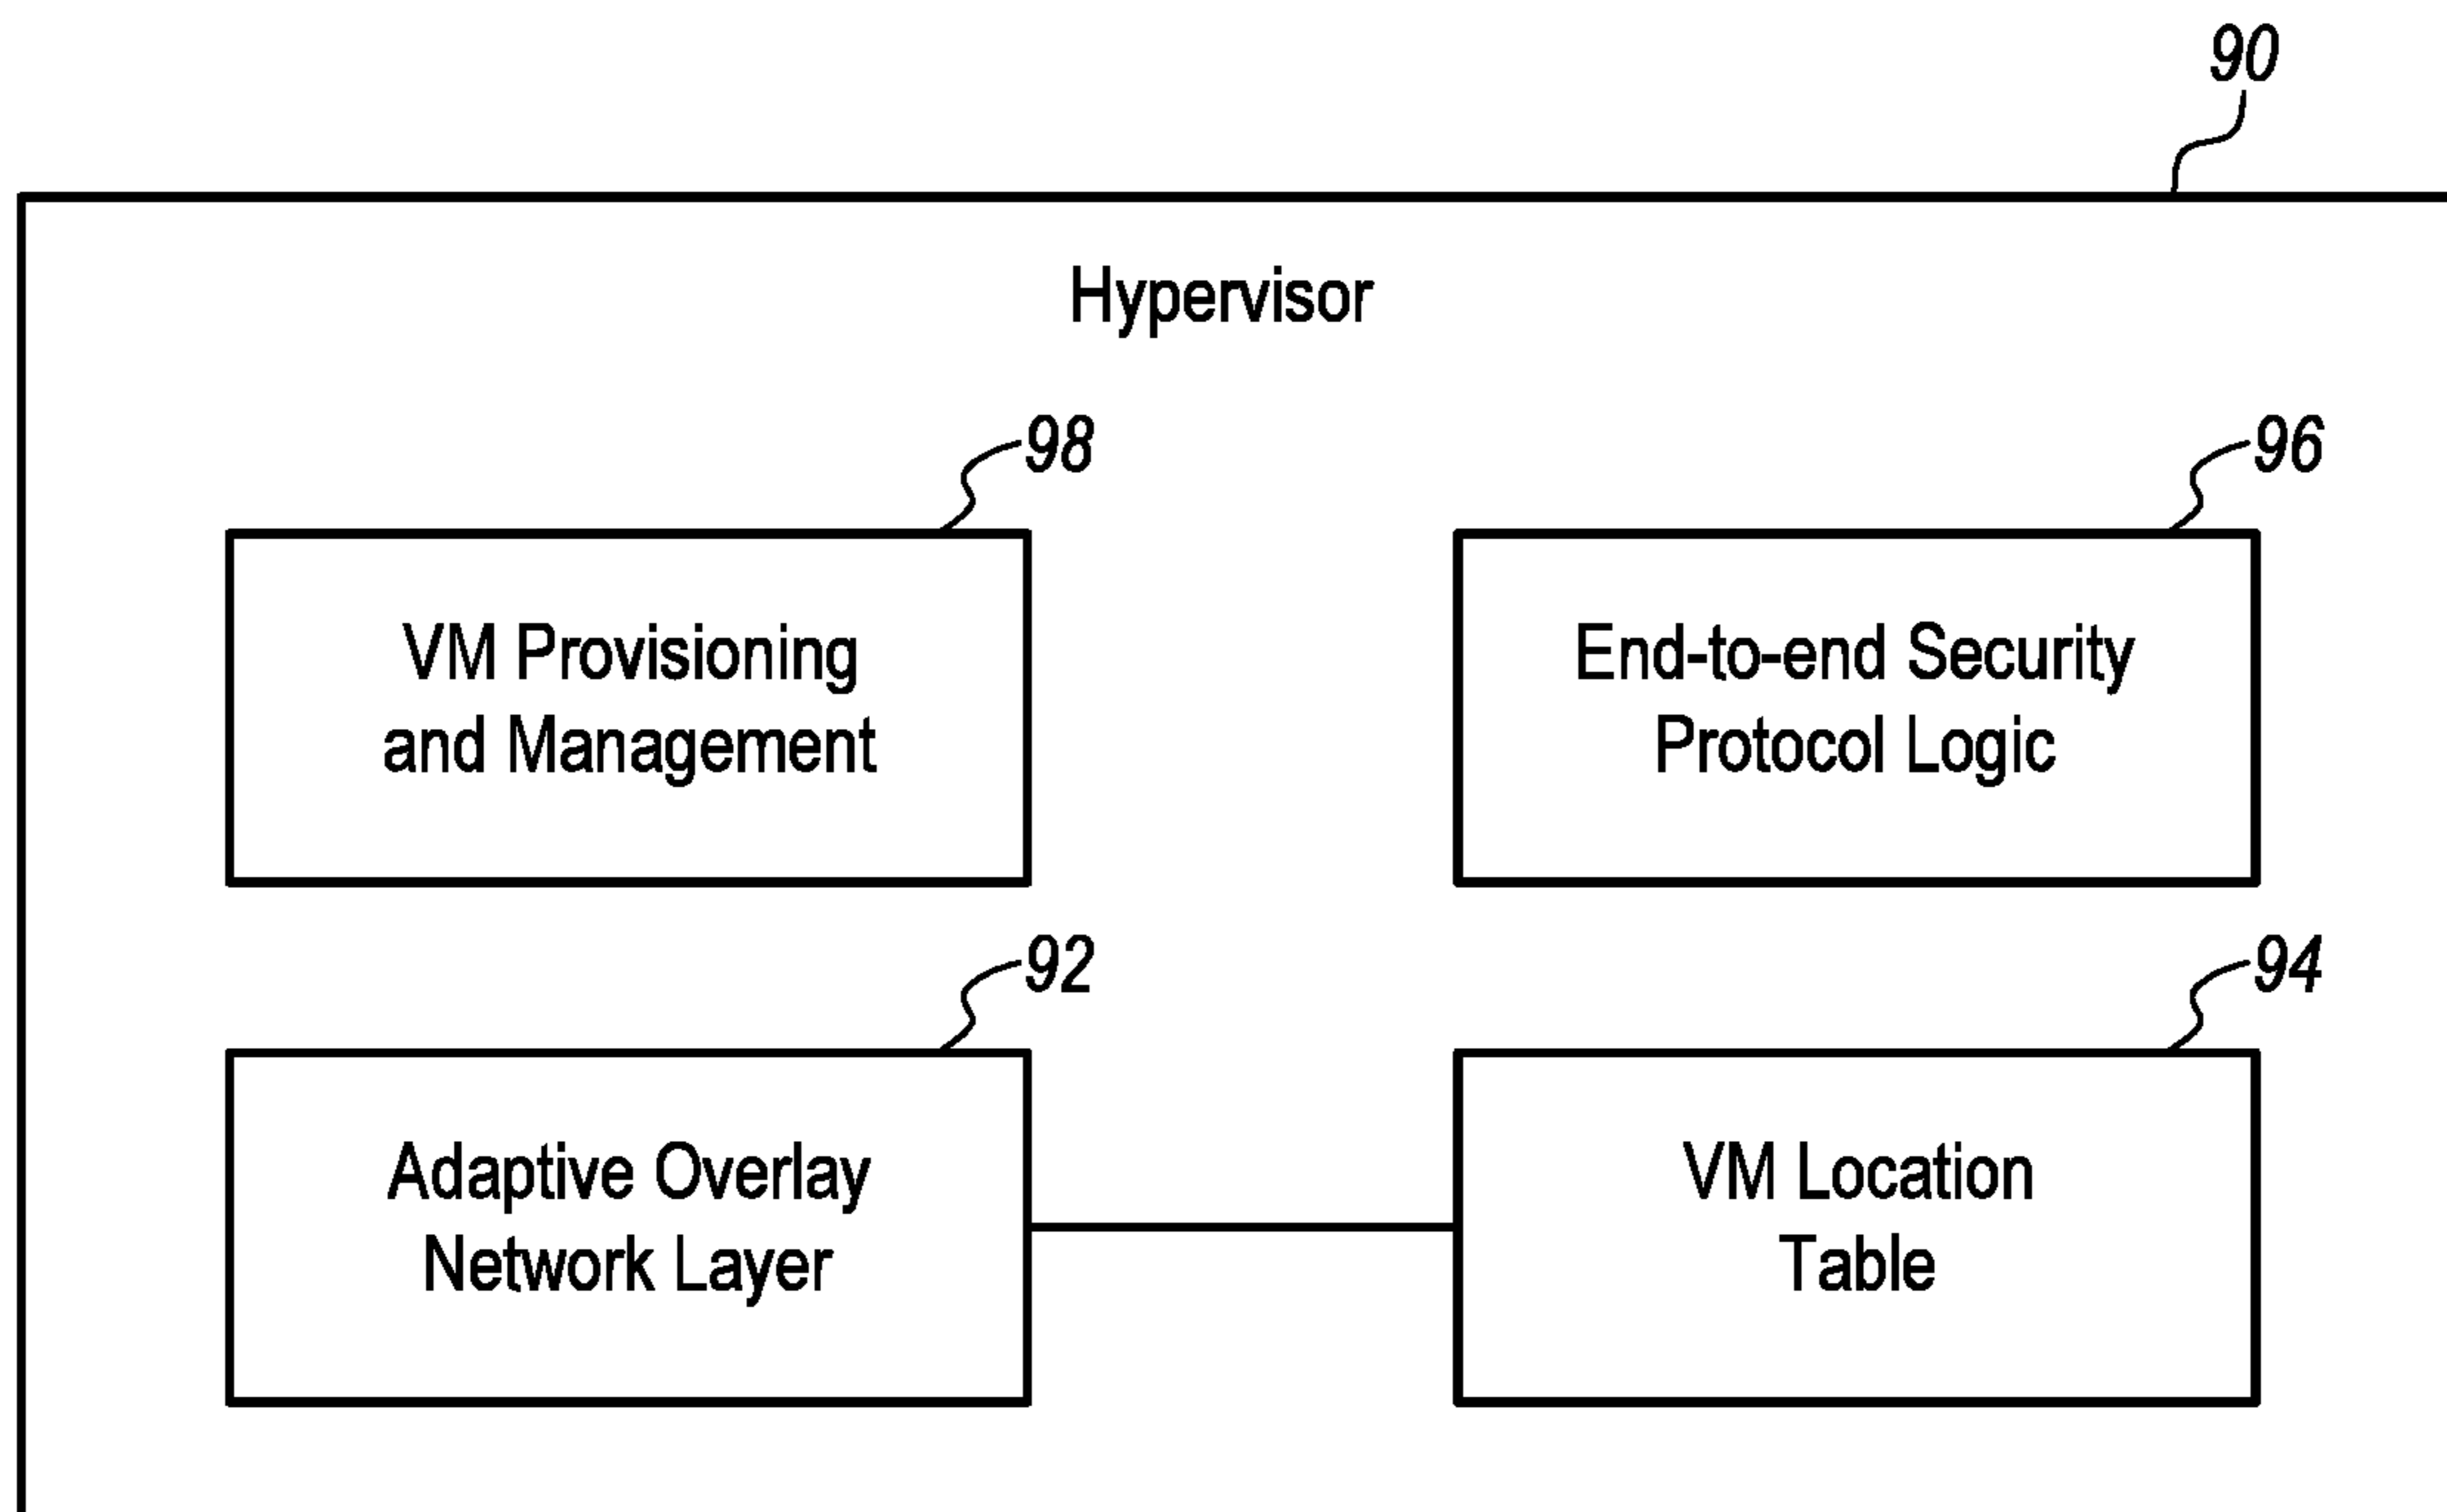 90
Hypervisor
98
96
VM Provisioning
and Management
End-to-end Security
Protocol Logic
92
94
Adaptive Overlay
Network Layer
VM Location
Table